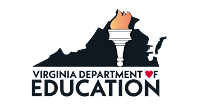 VIRGINIA DEPARTMENT OF
EDUCATION